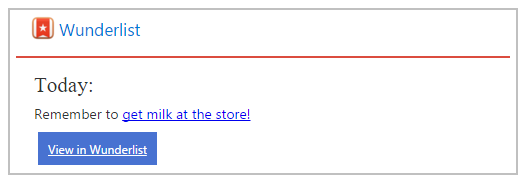 Wunderlist
Today:
Remember to get milk at the store!
View in Wunderlist